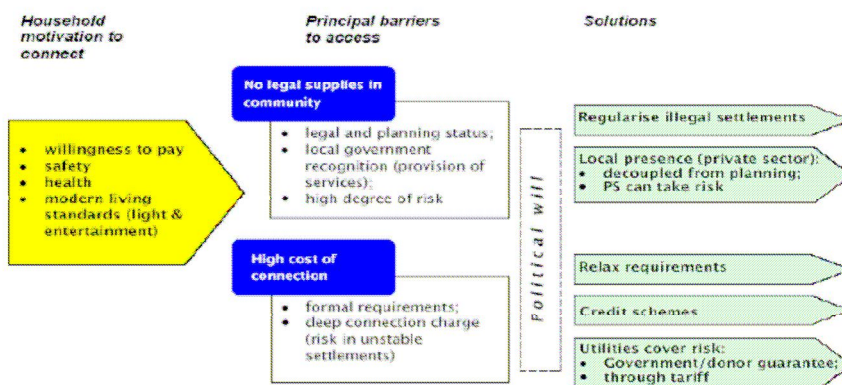 Household
motivation to
connect
Principal barriers
to access
Solutions
willingness to pay
safety
health
modern living
standards (light &
entertainment)
No legal supplies in
community
• legal and planning status;
• local government
recognition (provision of
services);
• high degree of risk
High cost of
connection
• formal requirements;
• deep connection charge
(risk in unstable
settlements)
Political will
Regularise illegal settlements
Local presence (private sector):
• decoupled from planning;
• PS can take risk
Relax requirements
Credit schemes
Utilities cover risk:
• Government/donor guarantee;
• through tariff